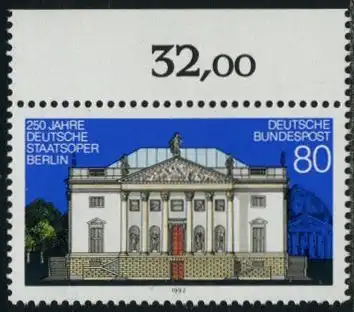 32,00
250 JAHRE
DEUTSCHE
STAATSOPER
BERLIN
DEUTSCHE
BUNDESPOST
80
1992